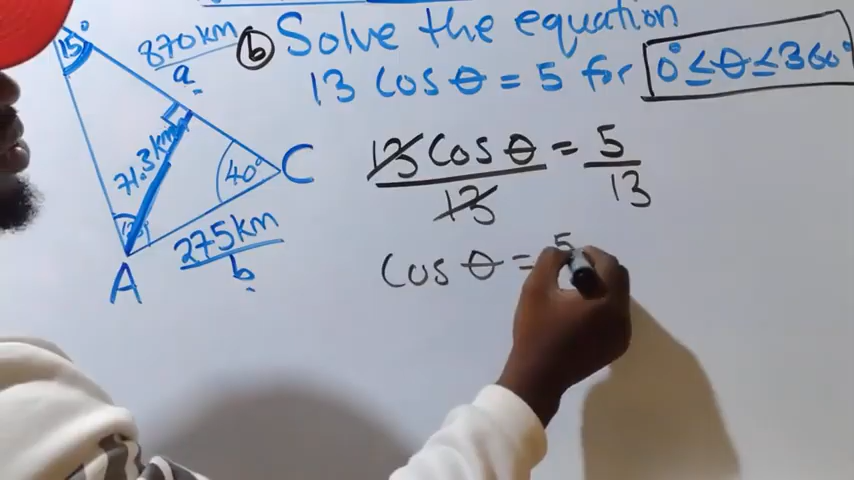 (b) Solve the equation
13 cos θ = 5 for 0° ≤ θ ≤ 360°
15°
870km
a
71.3km
40°
C
275km
b
A
13 cos θ = 5
13 13
cos θ = 5